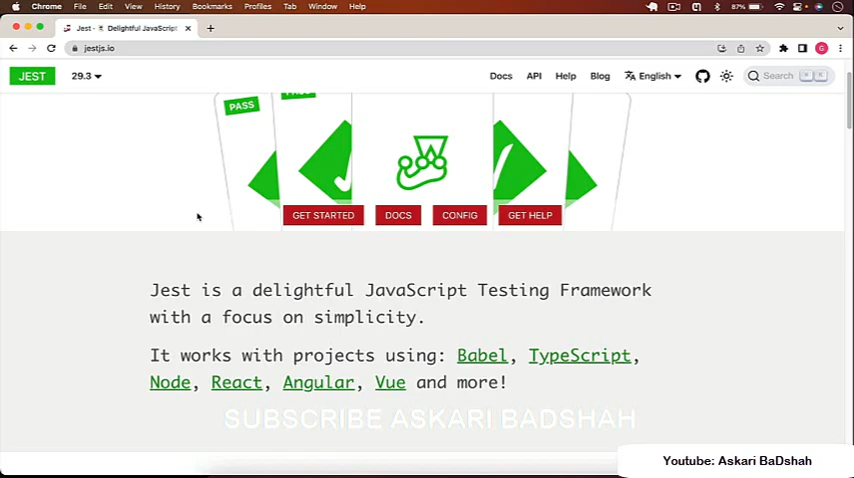 Chrome File Edit View History Bookmarks Profiles Tab Window Help 87%
Jest · Delightful JavaScript
jestjs.io
JEST 29.3 Docs API Help Blog English Search
PASS
GET STARTED DOCS CONFIG GET HELP
Jest is a delightful JavaScript Testing Framework
with a focus on simplicity.
It works with projects using: Babel, TypeScript,
Node, React, Angular, Vue and more!
SUBSCRIBE ASKARI BADSHAH
Youtube: Askari BaDshah